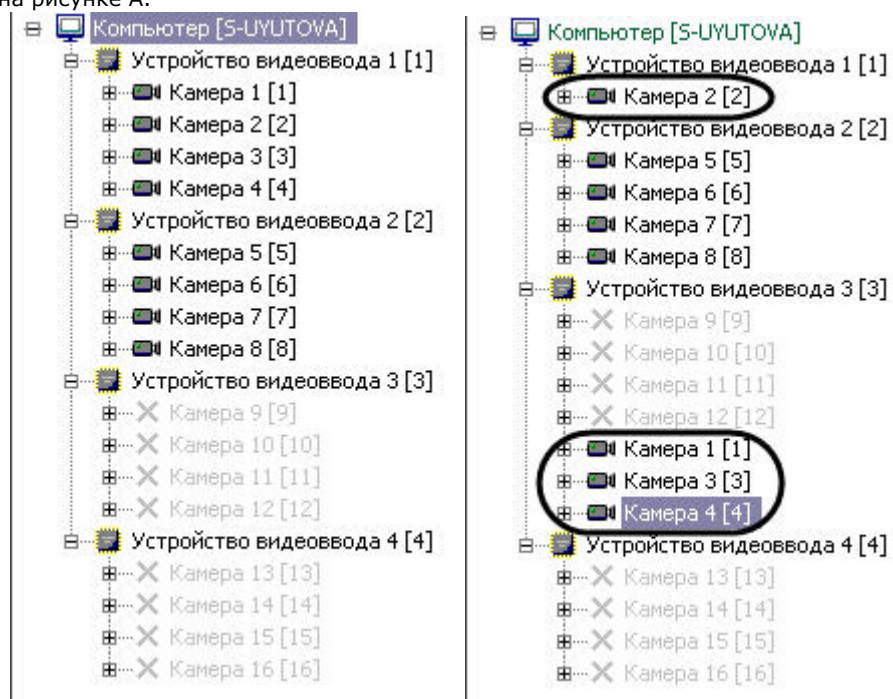 на рисунке А.
Компьютер [S-UYUTOVA]
Устройство видеоввода 1 [1]
Камера 1 [1]
Камера 2 [2]
Камера 3 [3]
Камера 4 [4]
Устройство видеоввода 2 [2]
Камера 5 [5]
Камера 6 [6]
Камера 7 [7]
Камера 8 [8]
Устройство видеоввода 3 [3]
Камера 9 [9]
Камера 10 [10]
Камера 11 [11]
Камера 12 [12]
Устройство видеоввода 4 [4]
Камера 13 [13]
Камера 14 [14]
Камера 15 [15]
Камера 16 [16]
Компьютер [S-UYUTOVA]
Устройство видеоввода 1 [1]
Камера 2 [2]
Устройство видеоввода 2 [2]
Камера 5 [5]
Камера 6 [6]
Камера 7 [7]
Камера 8 [8]
Устройство видеоввода 3 [3]
Камера 9 [9]
Камера 10 [10]
Камера 11 [11]
Камера 12 [12]
Камера 1 [1]
Камера 3 [3]
Камера 4 [4]
Устройство видеоввода 4 [4]
Камера 13 [13]
Камера 14 [14]
Камера 15 [15]
Камера 16 [16]